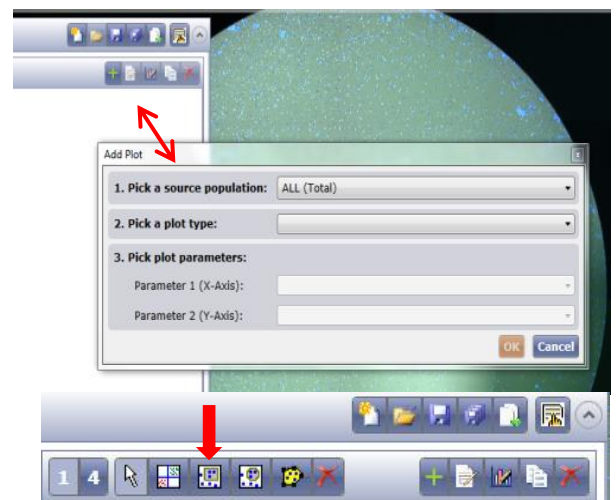 Add Plot
1. Pick a source population: ALL (Total)
2. Pick a plot type:
3. Pick plot parameters:
Parameter 1 (X-Axis):
Parameter 2 (Y-Axis):
OK Cancel
1 4